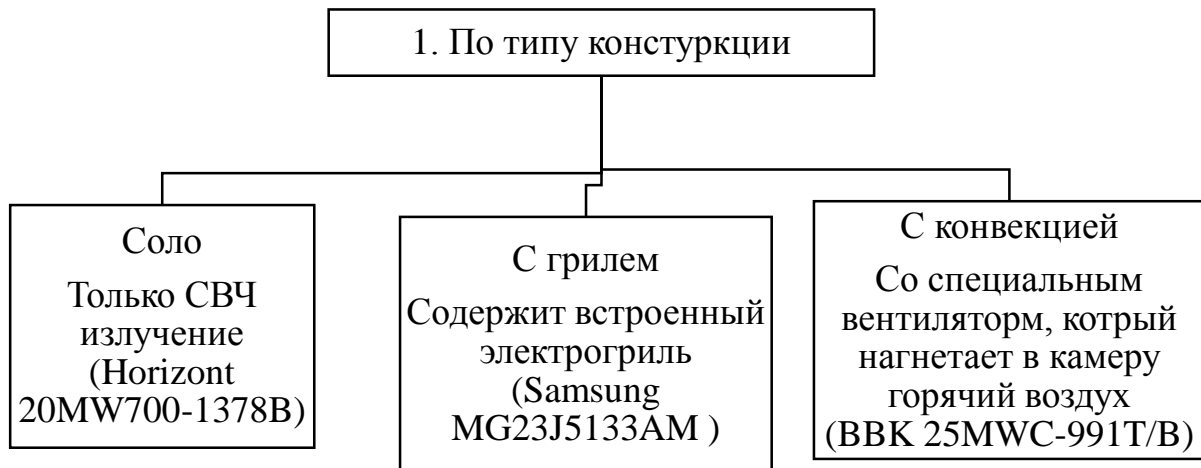 1. По типу констуркции
Соло
Только СВЧ
излучение
(Horizont
20MW700-1378B)
С грилем
Содержит встроенный
электрогриль
(Samsung
MG23J5133AM )
С конвекцией
Со специальным
вентиляторм, котрый
нагнетает в камеру
горячий воздух
(BBK 25MWC-991T/B)